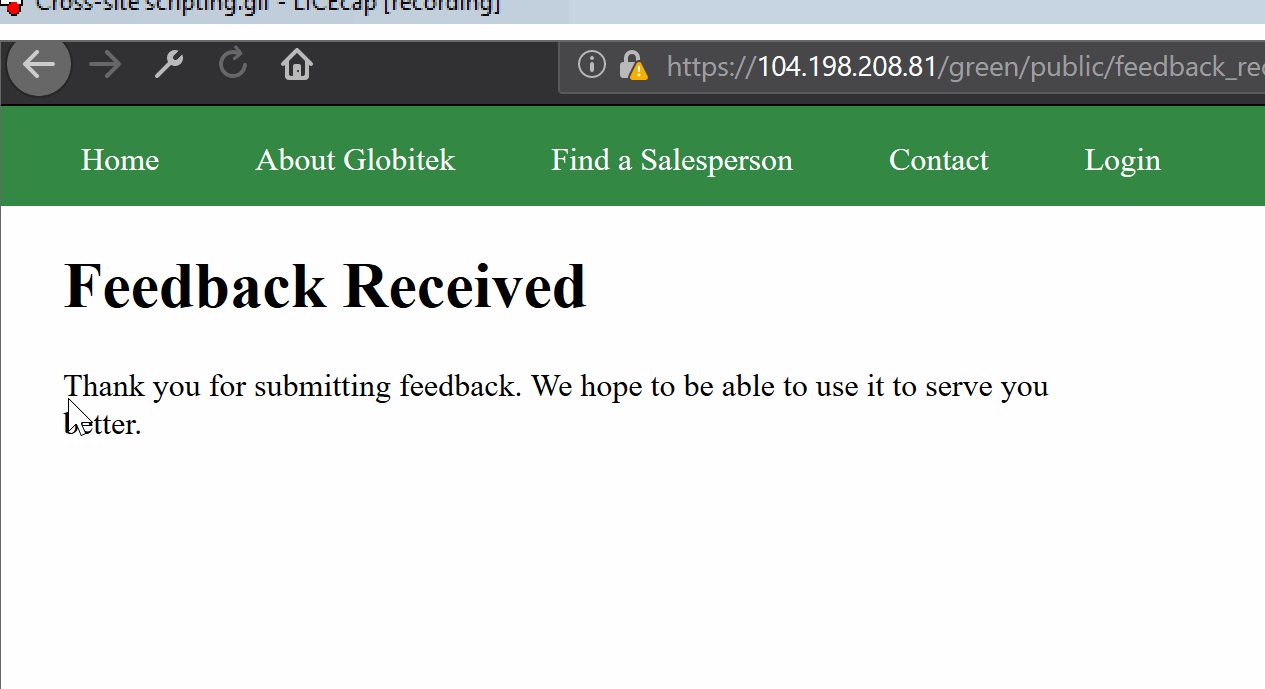 Cross-site scripting.gif - LICEcap [recording]
https://104.198.208.81/green/public/feedback_re
Home About Globitek Find a Salesperson Contact Login
Feedback Received
Thank you for submitting feedback. We hope to be able to use it to serve you
better.